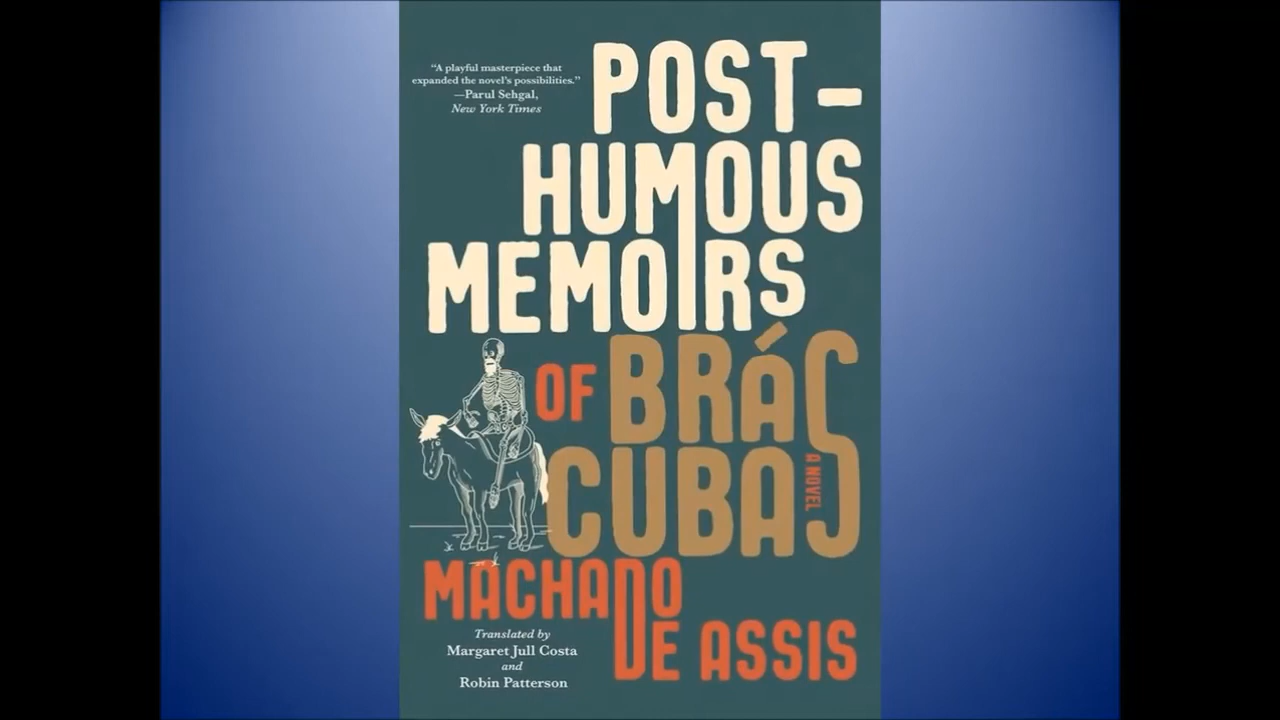 “A playful masterpiece that
expanded the novel’s possibilities.”
—Parul Sehgal,
New York Times
POST-
HUMOUS
MEMOIRS
OF BRÁS
CUBAS
A NOVEL
MACHADO
DE ASSIS
Translated by
Margaret Jull Costa
and
Robin Patterson